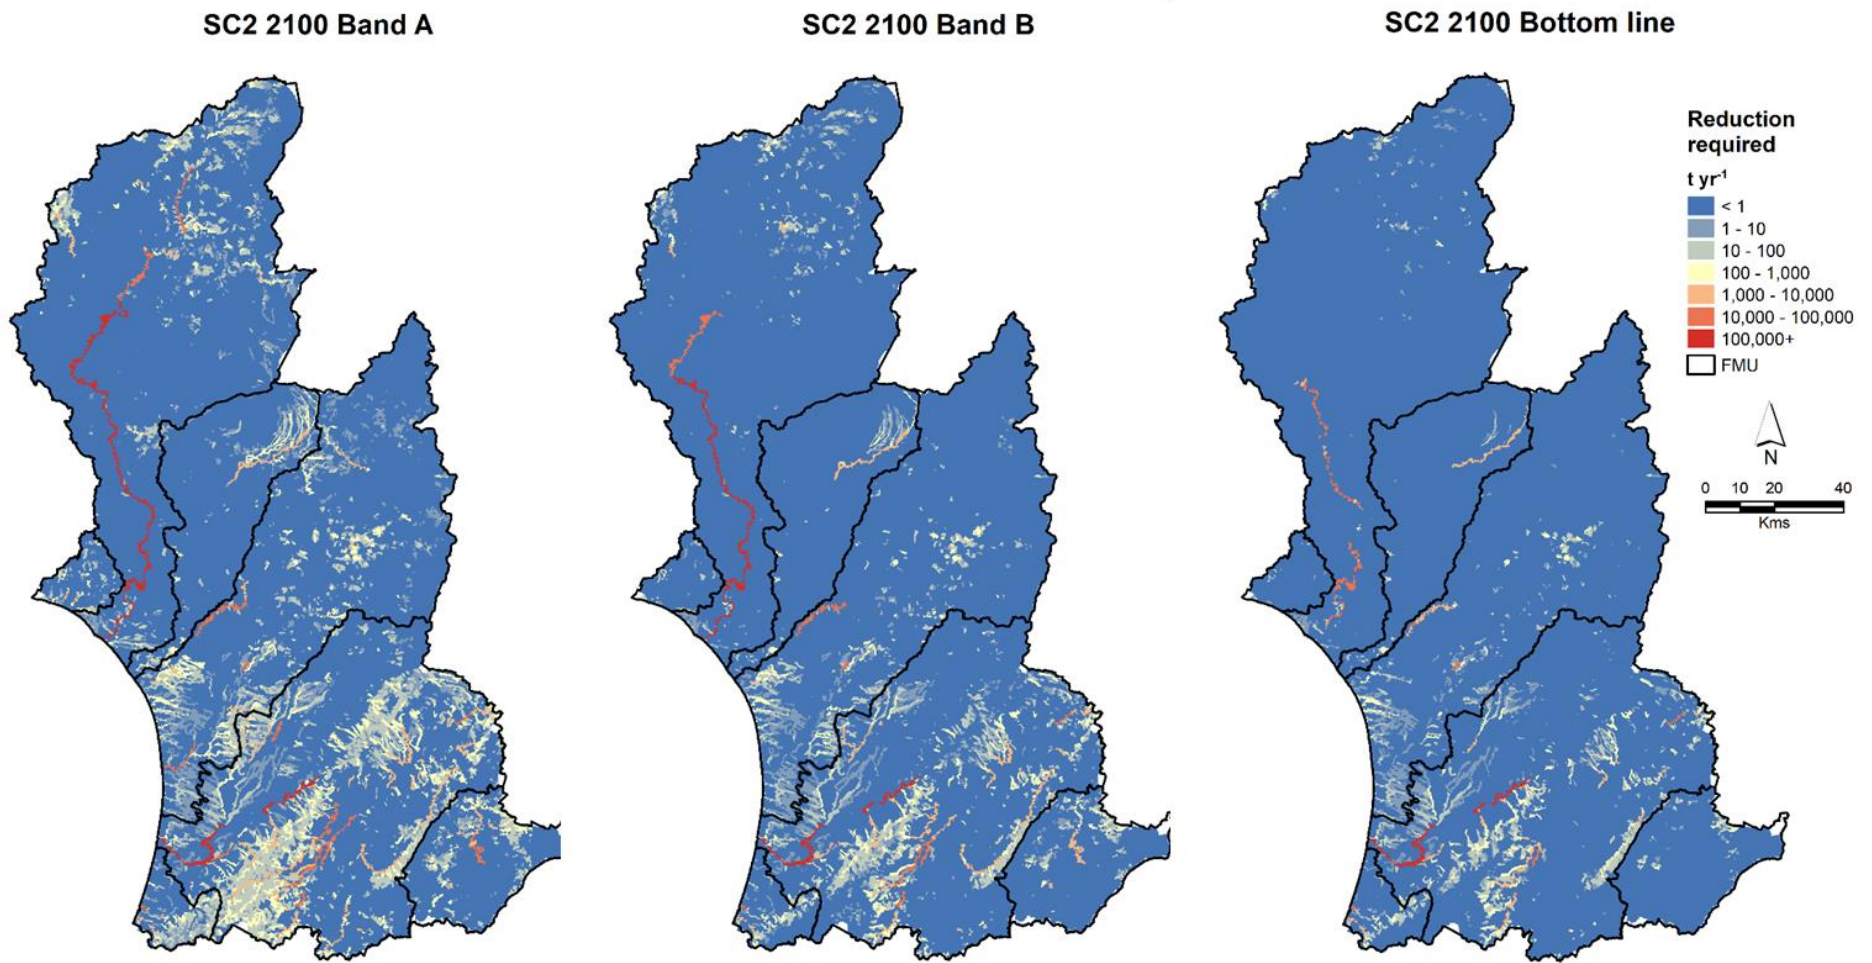 SC2 2100 Band A
SC2 2100 Band B
SC2 2100 Bottom line
Reduction
required
t yr⁻¹
< 1
1 - 10
10 - 100
100 - 1,000
1,000 - 10,000
10,000 - 100,000
100,000+
FMU
N
0 10 20 40
Kms